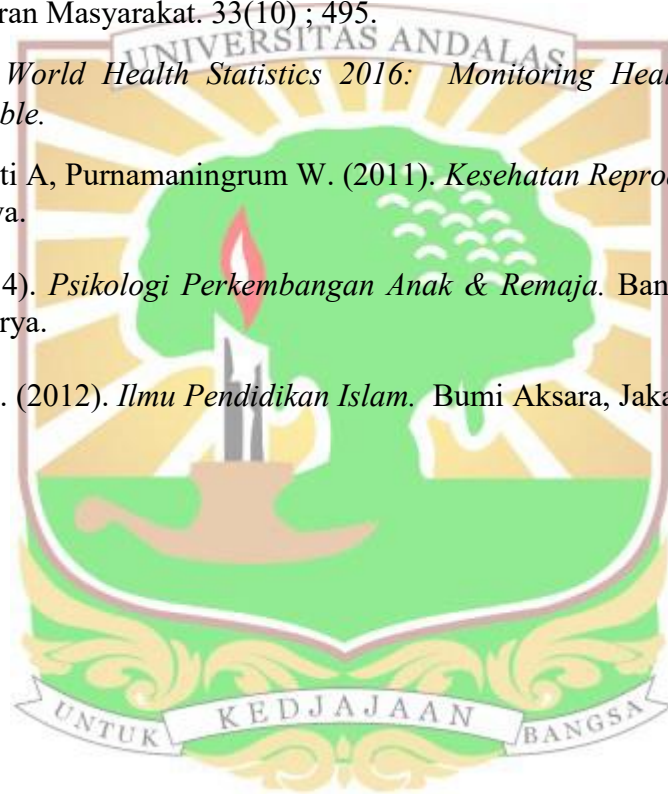 ran Masyarakat. 33(10) ; 495.
UNIVERSITAS ANDALAS
World Health Statistics 2016: Monitoring Heal
ble.
ti A, Purnamaningrum W. (2011). Kesehatan Repro
ya.
4). Psikologi Perkembangan Anak & Remaja. Ban
rya.
. (2012). Ilmu Pendidikan Islam. Bumi Aksara, Jaka
UNTUK KEDJAJAAN BANGSA